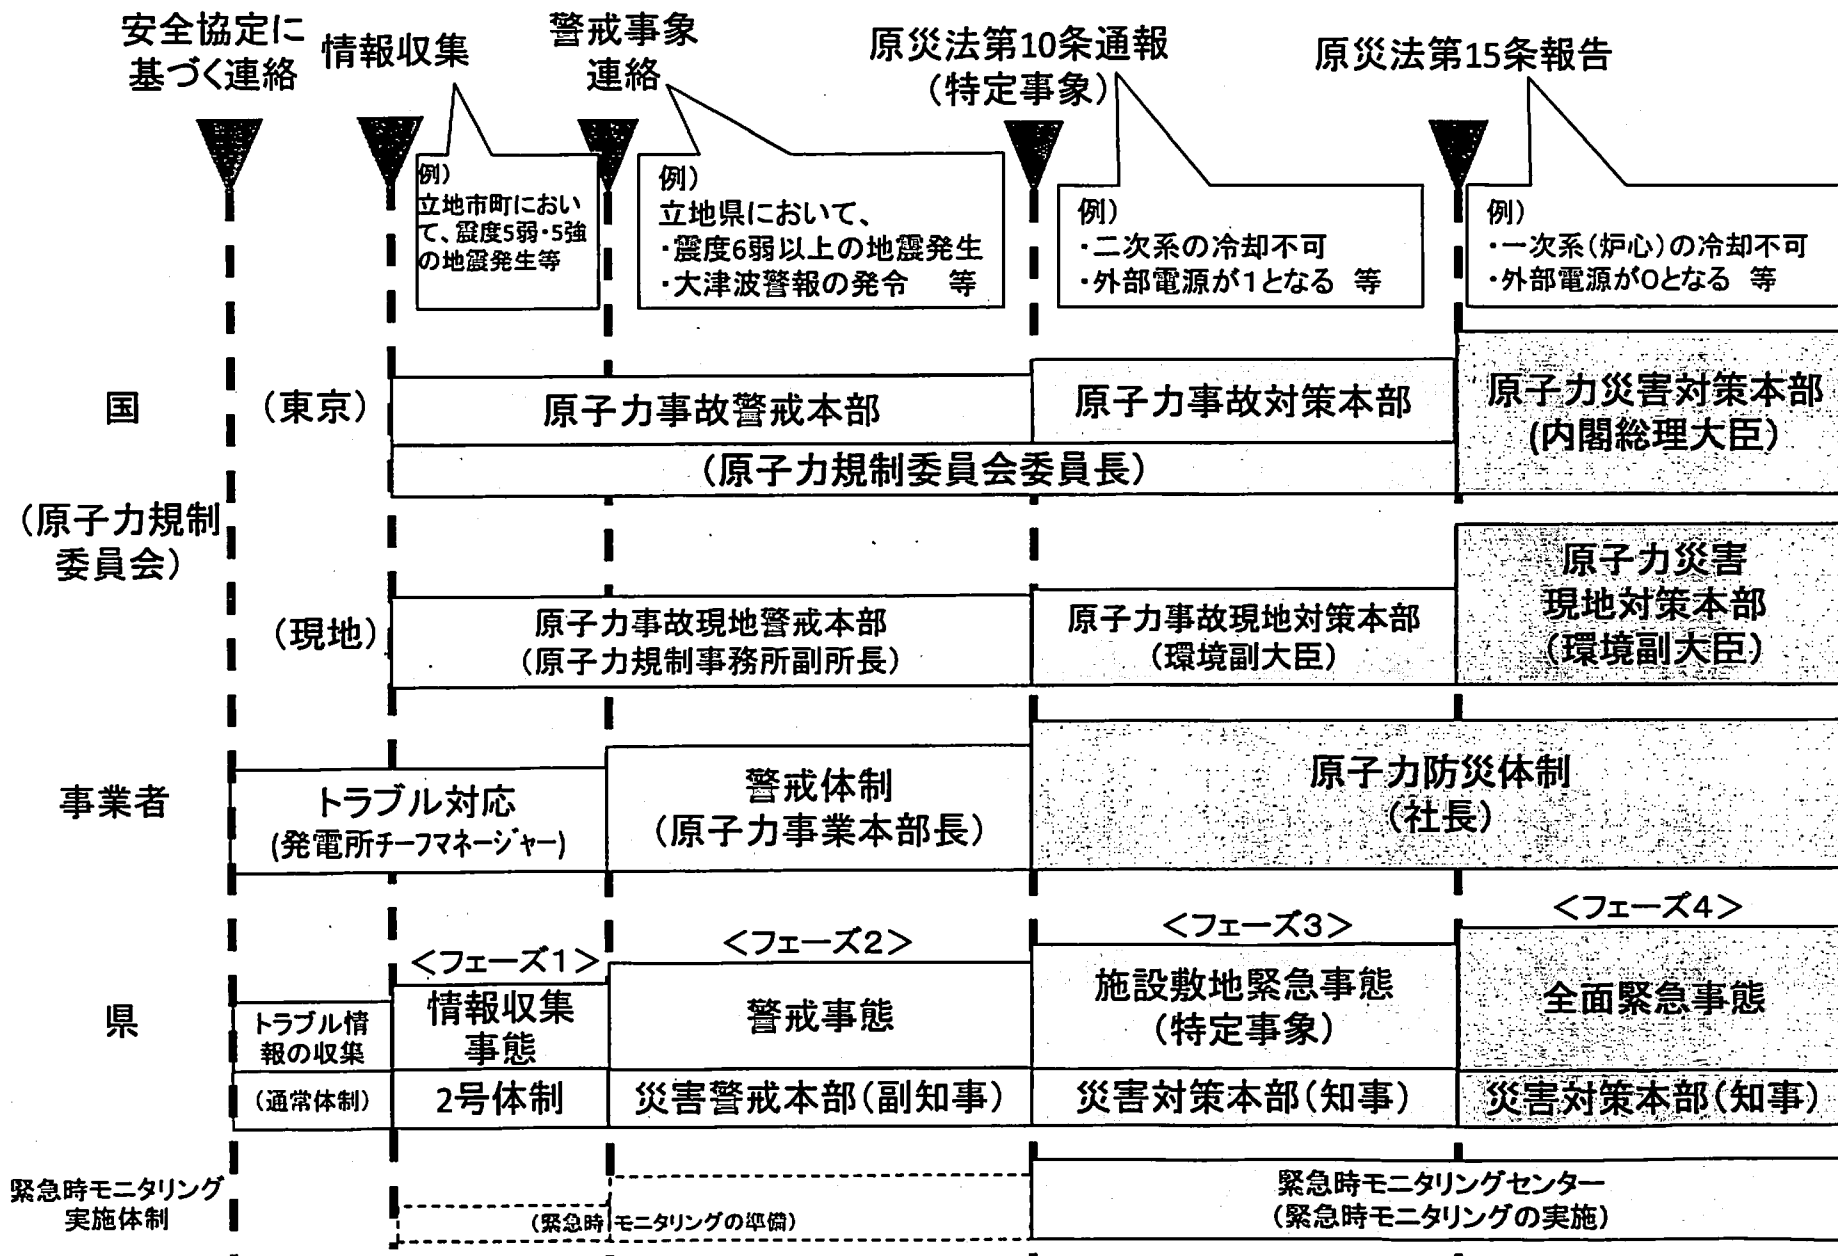 安全協定に
基づく連絡
情報収集
警戒事象
連絡
原災法第10条通報
（特定事象）
原災法第15条報告
例）
立地市町におい
て、震度5弱・5強
の地震発生等
例）
立地県において、
・震度6弱以上の地震発生
・大津波警報の発令　等
例）
・二次系の冷却不可
・外部電源が1となる　等
例）
・一次系（炉心）の冷却不可
・外部電源が0となる　等
国
（東京）
原子力事故警戒本部
原子力事故対策本部
（原子力規制委員会委員長）
原子力災害対策本部
（内閣総理大臣）
（原子力規制
委員会）
（現地）
原子力事故現地警戒本部
（原子力規制事務所副所長）
原子力事故現地対策本部
（環境副大臣）
原子力災害
現地対策本部
（環境副大臣）
事業者
トラブル対応
（発電所チーフマネージャー）
警戒体制
（原子力事業本部長）
原子力防災体制
（社長）
＜フェーズ1＞
＜フェーズ2＞
＜フェーズ3＞
＜フェーズ4＞
県
トラブル情
報の収集
情報収集
事態
警戒事態
施設敷地緊急事態
（特定事象）
全面緊急事態
（通常体制）
2号体制
災害警戒本部（副知事）
災害対策本部（知事）
災害対策本部（知事）
緊急時モニタリング
実施体制
（緊急時モニタリングの準備）
緊急時モニタリングセンター
（緊急時モニタリングの実施）